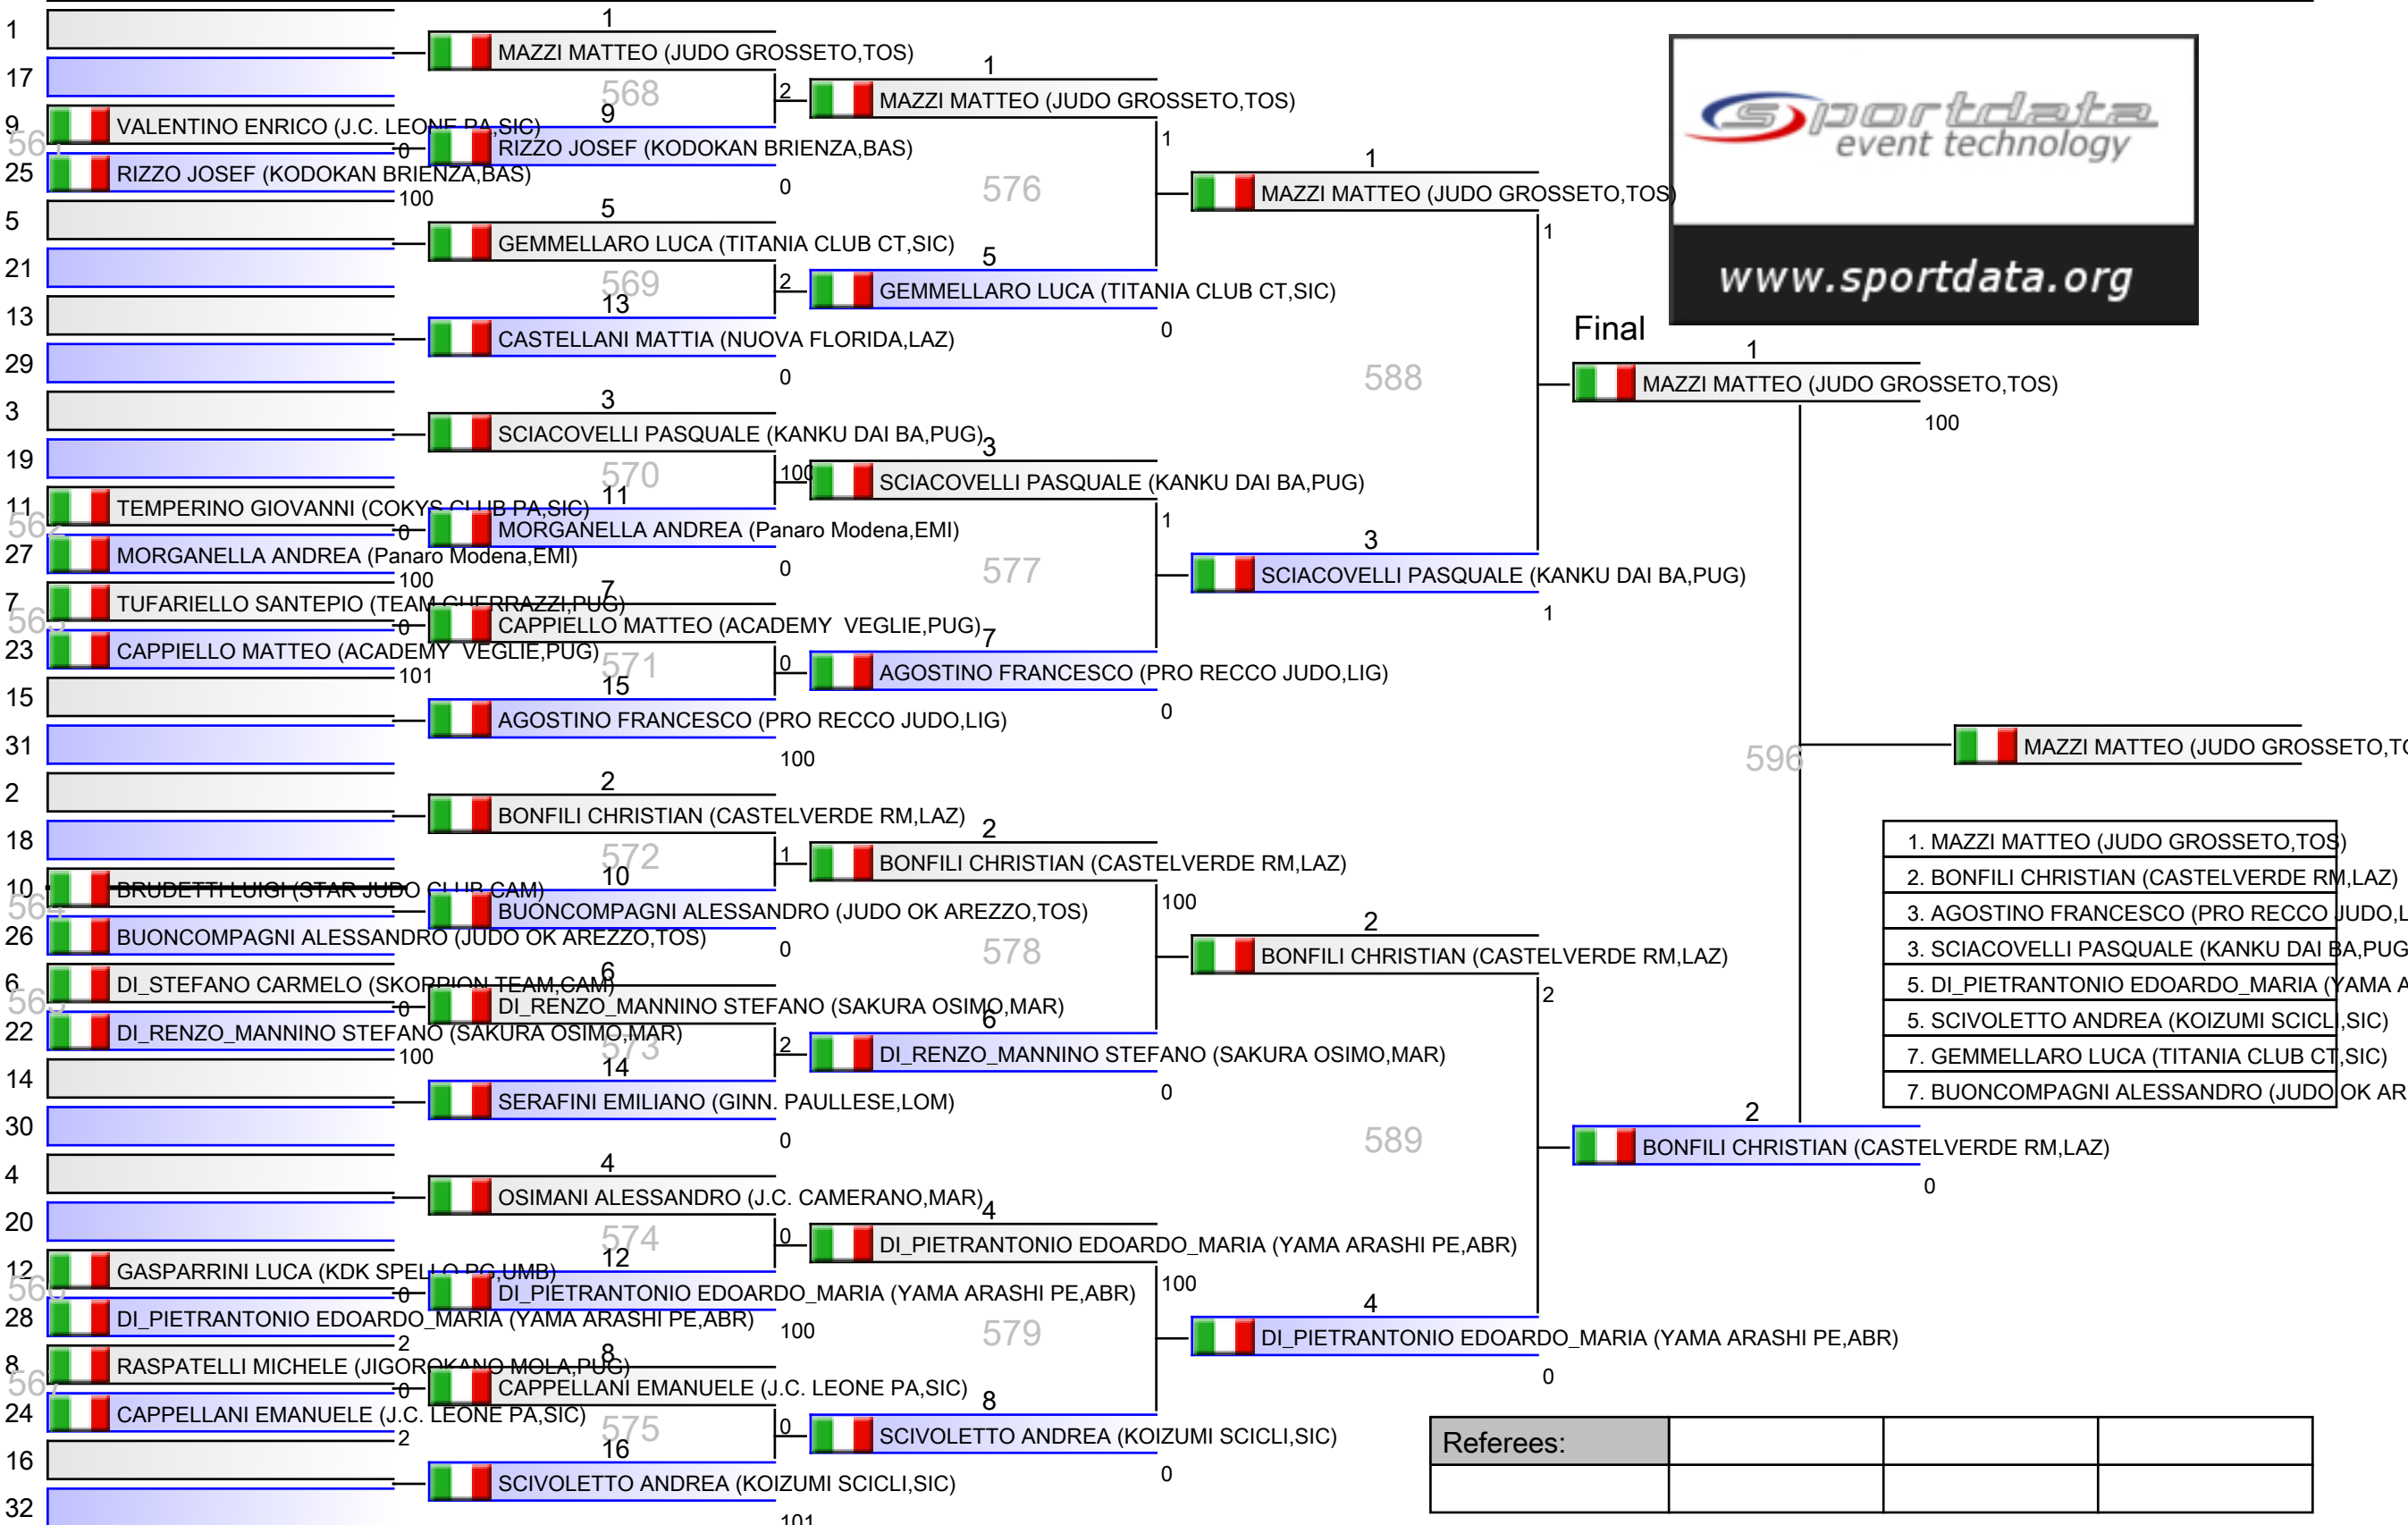 1
17
9
VALENTINO ENRICO (J.C. LEONE PA,SIC)
0
25
RIZZO JOSEF (KODOKAN BRIENZA,BAS)
100
5
21
13
29
3
19
11
TEMPERINO GIOVANNI (COKYS CLUB PA,SIC)
562
0
27
MORGANELLA ANDREA (Panaro Modena,EMI)
100
7
TUFARIELLO SANTEPIO (TEAM GUERRAZZI,PUG)
0
23
CAPPIELLO MATTEO (ACADEMY VEGLIE,PUG)
101
15
31
2
18
10
BRUDETTI LUIGI (STAR JUDO CLUB,CAM)
564
26
BUONCOMPAGNI ALESSANDRO (JUDO OK AREZZO,TOS)
6
DI_STEFANO CARMELO (SKORPION TEAM,CAM)
0
22
DI_RENZO_MANNINO STEFANO (SAKURA OSIMO,MAR)
100
14
30
4
20
12
GASPARRINI LUCA (KDK SPELLO PG,UMB)
566
0
28
DI_PIETRANTONIO EDOARDO_MARIA (YAMA ARASHI PE,ABR)
2
8
RASPATELLI MICHELE (JIGOROKANO MOLA,PUG)
0
24
CAPPELLANI EMANUELE (J.C. LEONE PA,SIC)
2
16
32
1
MAZZI MATTEO (JUDO GROSSETO,TOS)
568
2
9
RIZZO JOSEF (KODOKAN BRIENZA,BAS)
0
5
GEMMELLARO LUCA (TITANIA CLUB CT,SIC)
569
2
13
CASTELLANI MATTIA (NUOVA FLORIDA,LAZ)
0
3
SCIACOVELLI PASQUALE (KANKU DAI BA,PUG)
570
100
11
MORGANELLA ANDREA (Panaro Modena,EMI)
0
7
CAPPIELLO MATTEO (ACADEMY VEGLIE,PUG)
571
0
15
AGOSTINO FRANCESCO (PRO RECCO JUDO,LIG)
100
2
BONFILI CHRISTIAN (CASTELVERDE RM,LAZ)
572
1
10
BUONCOMPAGNI ALESSANDRO (JUDO OK AREZZO,TOS)
0
6
DI_RENZO_MANNINO STEFANO (SAKURA OSIMO,MAR)
573
2
14
SERAFINI EMILIANO (GINN. PAULLESE,LOM)
0
4
OSIMANI ALESSANDRO (J.C. CAMERANO,MAR)
574
0
12
DI_PIETRANTONIO EDOARDO_MARIA (YAMA ARASHI PE,ABR)
100
8
CAPPELLANI EMANUELE (J.C. LEONE PA,SIC)
575
0
16
SCIVOLETTO ANDREA (KOIZUMI SCICLI,SIC)
101
1
MAZZI MATTEO (JUDO GROSSETO,TOS)
1
576
5
GEMMELLARO LUCA (TITANIA CLUB CT,SIC)
0
3
SCIACOVELLI PASQUALE (KANKU DAI BA,PUG)
1
577
7
AGOSTINO FRANCESCO (PRO RECCO JUDO,LIG)
0
2
BONFILI CHRISTIAN (CASTELVERDE RM,LAZ)
100
578
6
DI_RENZO_MANNINO STEFANO (SAKURA OSIMO,MAR)
0
4
DI_PIETRANTONIO EDOARDO_MARIA (YAMA ARASHI PE,ABR)
100
579
8
SCIVOLETTO ANDREA (KOIZUMI SCICLI,SIC)
0
1
MAZZI MATTEO (JUDO GROSSETO,TOS)
1
588
3
SCIACOVELLI PASQUALE (KANKU DAI BA,PUG)
1
2
BONFILI CHRISTIAN (CASTELVERDE RM,LAZ)
2
589
4
DI_PIETRANTONIO EDOARDO_MARIA (YAMA ARASHI PE,ABR)
0
sportdata
event technology
www.sportdata.org
Final
1
MAZZI MATTEO (JUDO GROSSETO,TOS)
100
596
2
BONFILI CHRISTIAN (CASTELVERDE RM,LAZ)
0
MAZZI MATTEO (JUDO GROSSETO,TO
1. MAZZI MATTEO (JUDO GROSSETO,TOS)
2. BONFILI CHRISTIAN (CASTELVERDE RM,LAZ)
3. AGOSTINO FRANCESCO (PRO RECCO JUDO,L
3. SCIACOVELLI PASQUALE (KANKU DAI BA,PUG
5. DI_PIETRANTONIO EDOARDO_MARIA (YAMA A
5. SCIVOLETTO ANDREA (KOIZUMI SCICLI,SIC)
7. GEMMELLARO LUCA (TITANIA CLUB CT,SIC)
7. BUONCOMPAGNI ALESSANDRO (JUDO OK AR
Referees: